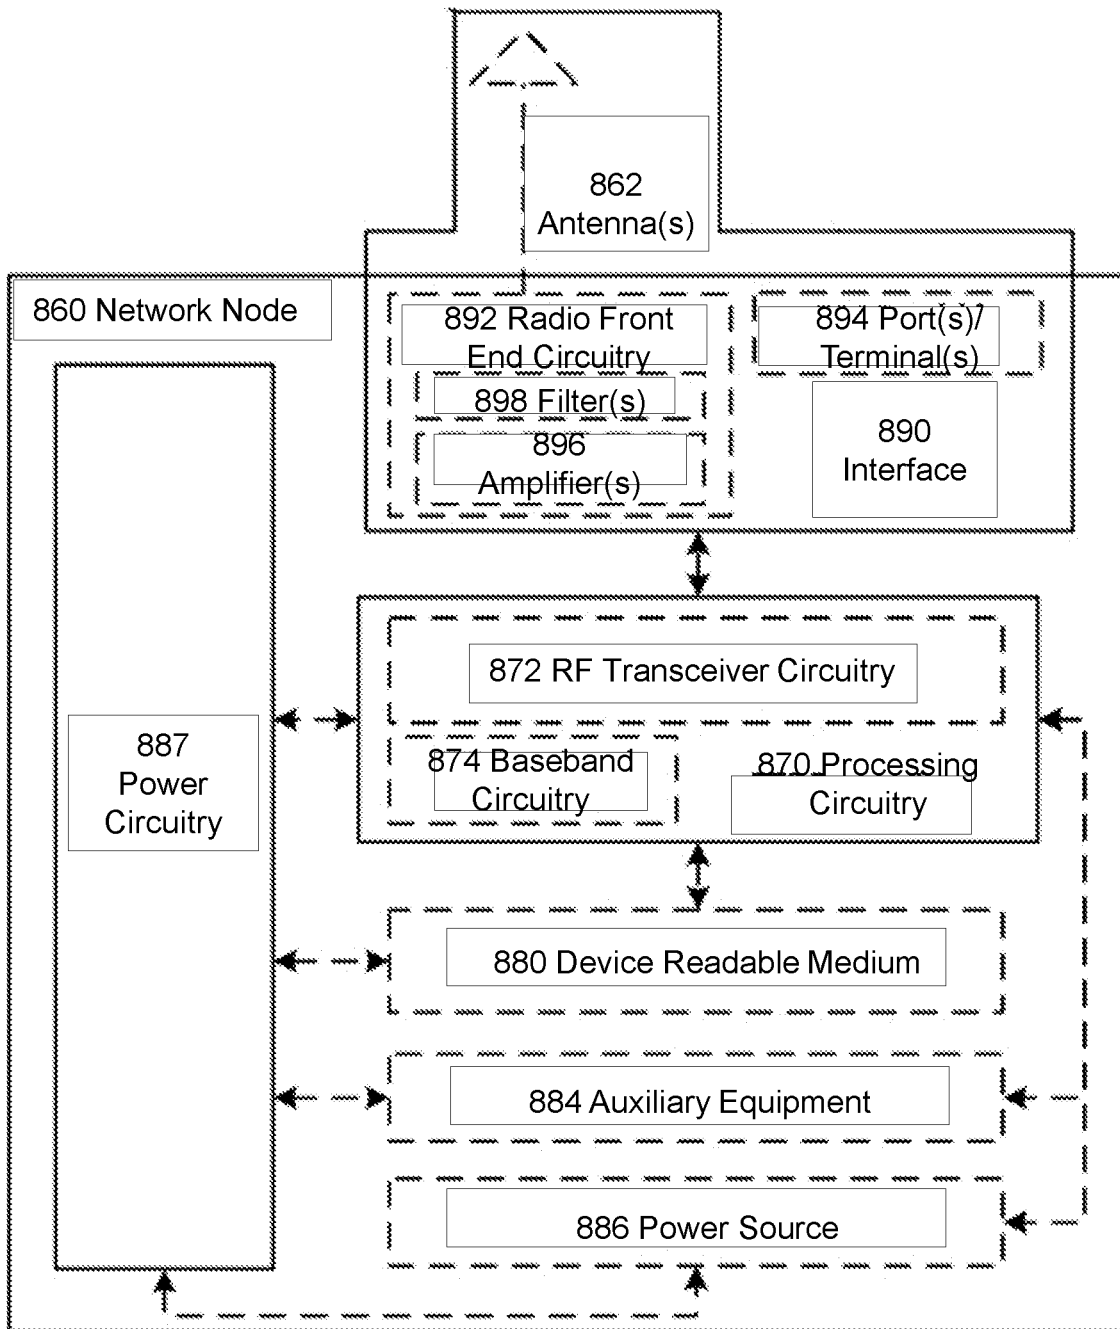 862
Antenna(s)
860 Network Node
892 Radio Front
End Circuitry
894 Port(s)/
Terminal(s)
898 Filter(s)
896
Amplifier(s)
890
Interface
872 RF Transceiver Circuitry
887
Power
Circuitry
874 Baseband
Circuitry
870 Processing
Circuitry
880 Device Readable Medium
884 Auxiliary Equipment
886 Power Source